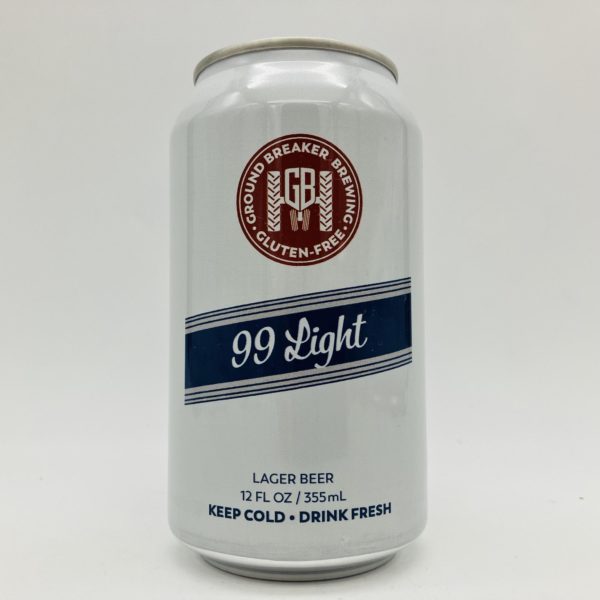 GROUND BREAKER BREWING
GB
• GLUTEN-FREE •
99 Light
LAGER BEER
12 FL OZ / 355mL
KEEP COLD • DRINK FRESH